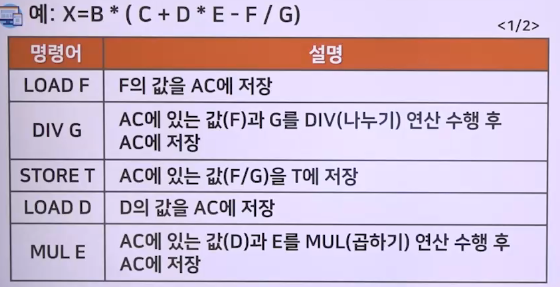 예: X=B * ( C + D * E - F / G)
<1/2>
명령어 설명
LOAD F F의 값을 AC에 저장
DIV G AC에 있는 값(F)과 G를 DIV(나누기) 연산 수행 후
AC에 저장
STORE T AC에 있는 값(F/G)을 T에 저장
LOAD D D의 값을 AC에 저장
MUL E AC에 있는 값(D)과 E를 MUL(곱하기) 연산 수행 후
AC에 저장